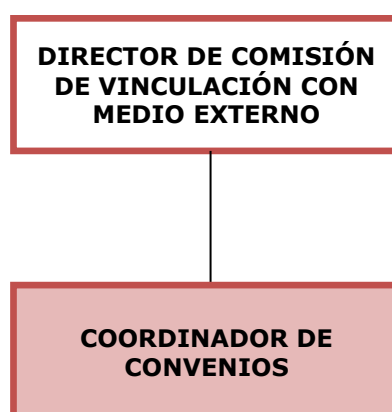 DIRECTOR DE COMISIÓN
DE VINCULACIÓN CON
MEDIO EXTERNO
COORDINADOR DE
CONVENIOS